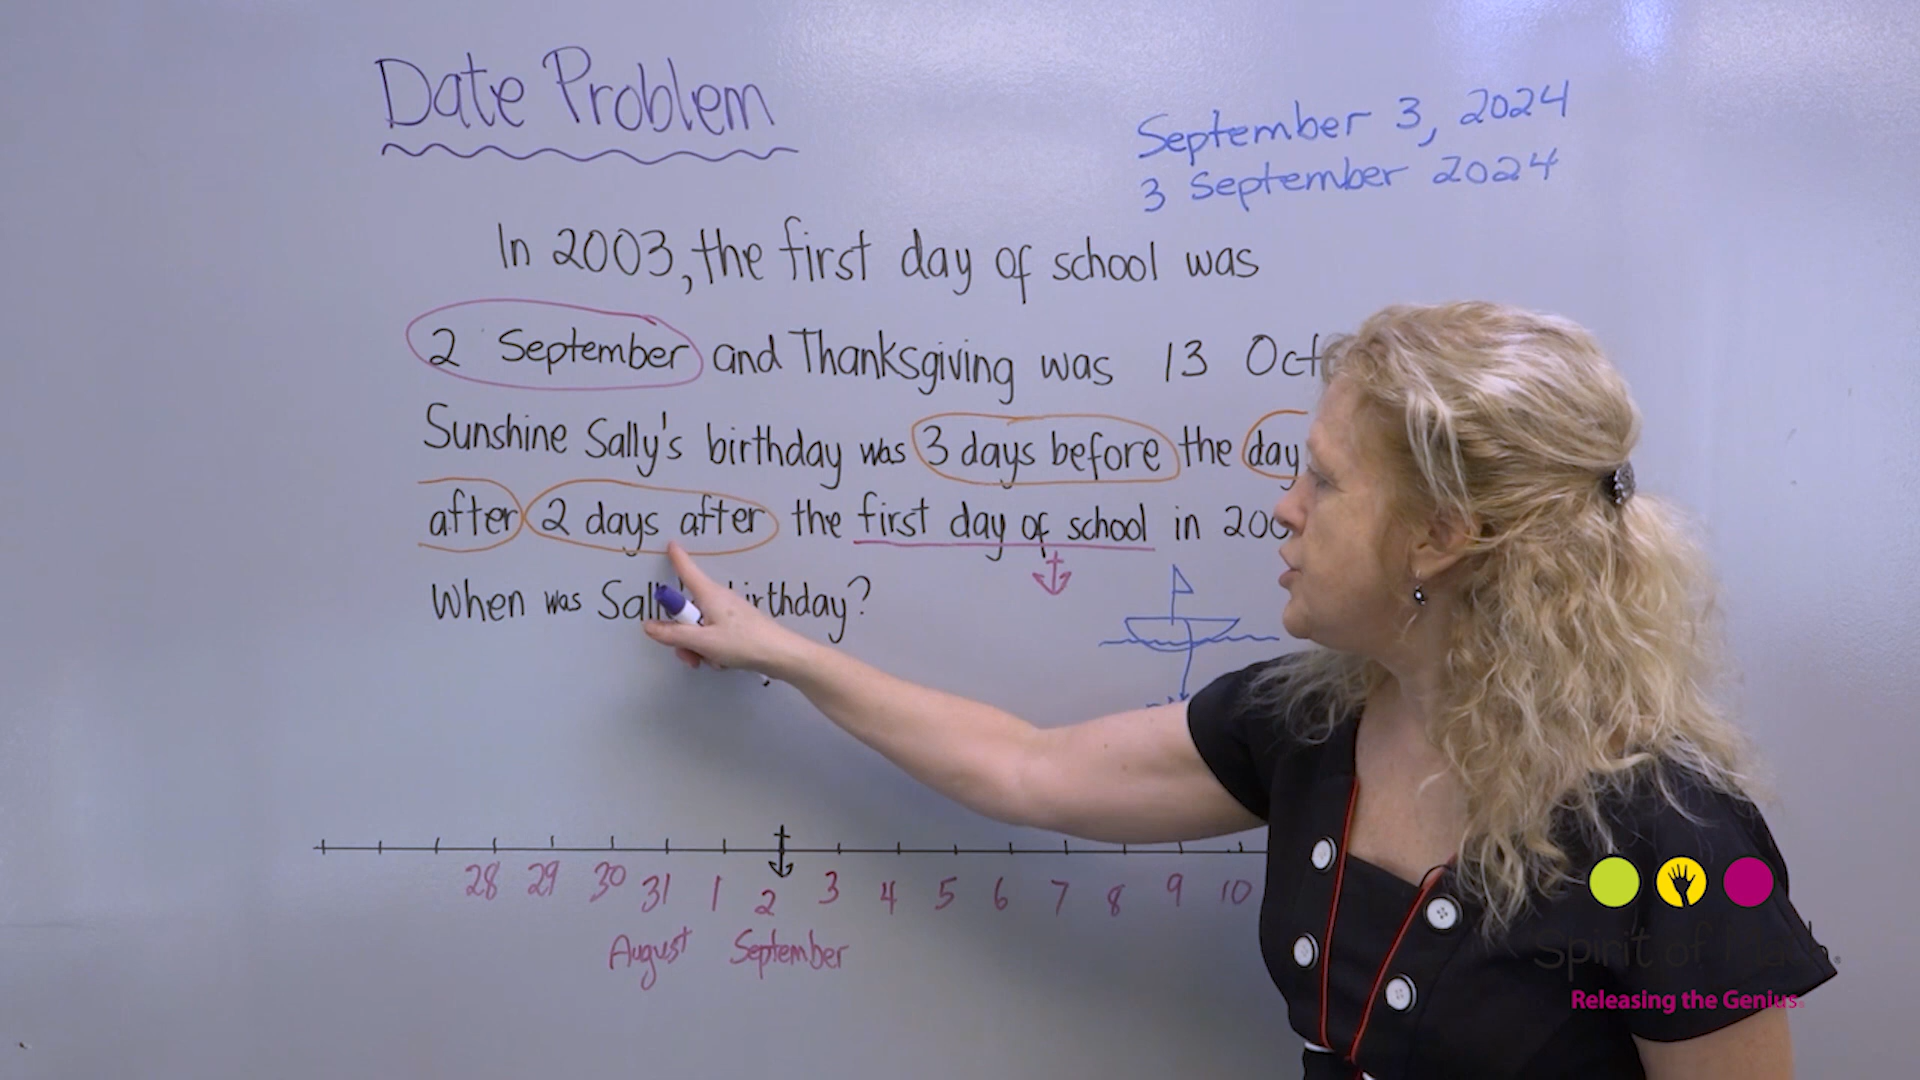 Date Problem
September 3, 2024
3 September 2024
In 2003, the first day of school was
2 September and Thanksgiving was 13 Oct
Sunshine Sally's birthday was 3 days before the day
after 2 days after the first day of school in 200
When was birthday?
28 29 30 31 1 2 3 4 5 6 7 8 9 10
August September
Spirit of
Releasing the Genius